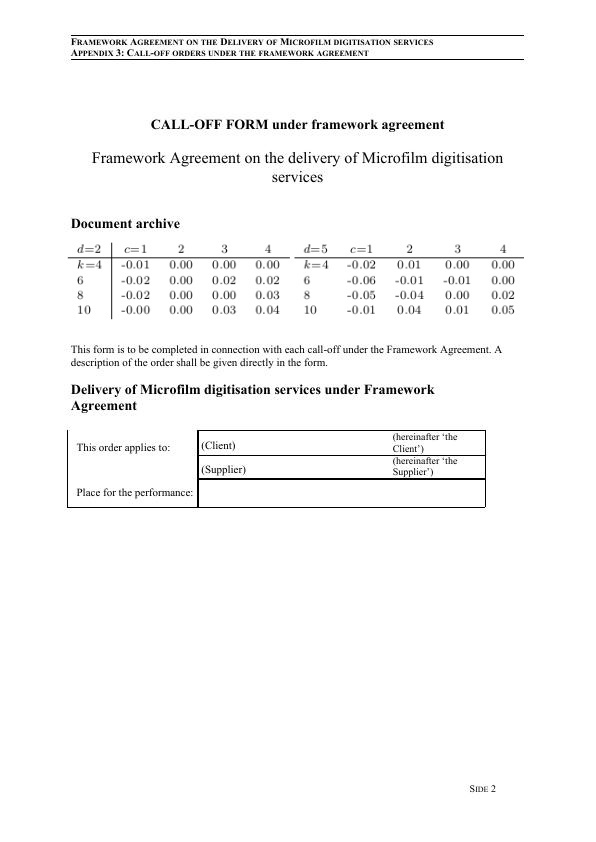 FRAMEWORK AGREEMENT ON THE DELIVERY OF MICROFILM DIGITISATION SERVICES
APPENDIX 3: CALL-OFF ORDERS UNDER THE FRAMEWORK AGREEMENT
CALL-OFF FORM under framework agreement
Framework Agreement on the delivery of Microfilm digitisation
services
Document archive
d=2 c=1 2 3 4 d=5 c=1 2 3 4
k=4 -0.01 0.00 0.00 0.00 k=4 -0.02 0.01 0.00 0.00
6 -0.02 0.00 0.02 0.02 6 -0.06 -0.01 -0.01 0.00
8 -0.02 0.00 0.00 0.03 8 -0.05 -0.04 0.00 0.02
10 -0.00 0.00 0.03 0.04 10 -0.01 0.04 0.01 0.05
This form is to be completed in connection with each call-off under the Framework Agreement. A
description of the order shall be given directly in the form.
Delivery of Microfilm digitisation services under Framework
Agreement
This order applies to: (Client) (hereinafter ‘the
Client’)
(Supplier) (hereinafter ‘the
Supplier’)
Place for the performance:
SIDE 2